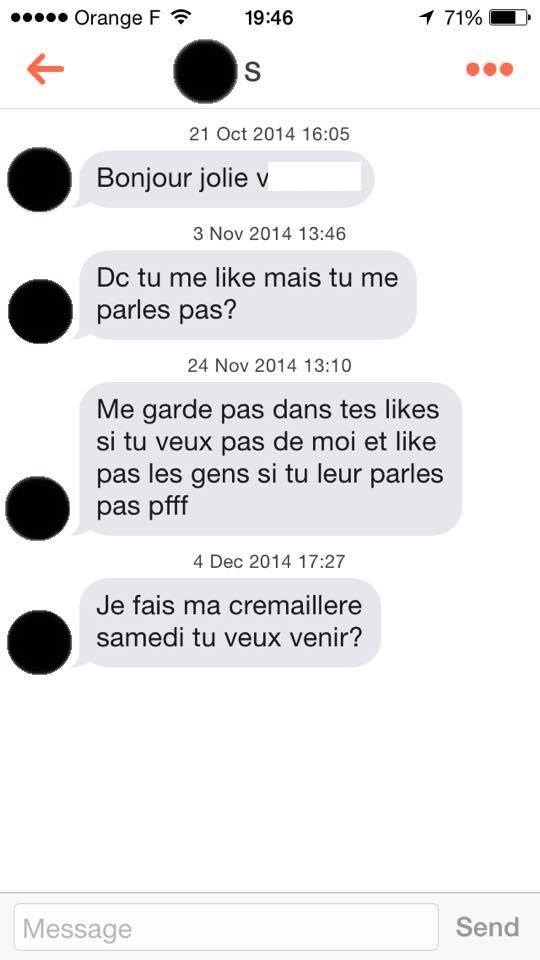 Orange F 19:46 71%
S
21 Oct 2014 16:05
Bonjour jolie v
3 Nov 2014 13:46
Dc tu me like mais tu me
parles pas?
24 Nov 2014 13:10
Me garde pas dans tes likes
si tu veux pas de moi et like
pas les gens si tu leur parles
pas pfff
4 Dec 2014 17:27
Je fais ma cremaillere
samedi tu veux venir?
Message Send